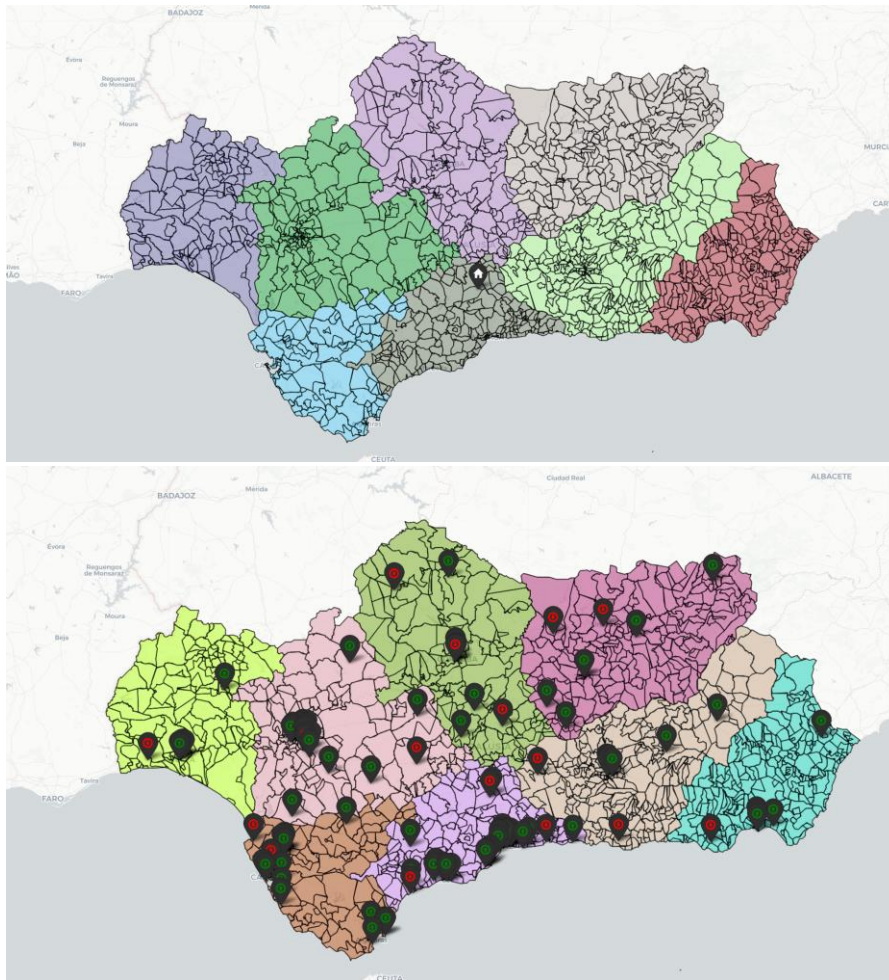 BADAJOZ
Mérida
Évora
Reguengos
de Monsaraz
Moura
Beja
MURCI
CART
Tavira
FARO
CEUTA
Ciudad Real
ALBACETE
BADAJOZ
Mérida
Évora
Reguengos
de Monsaraz
Moura
Beja
Tavira
FARO
CEUTA